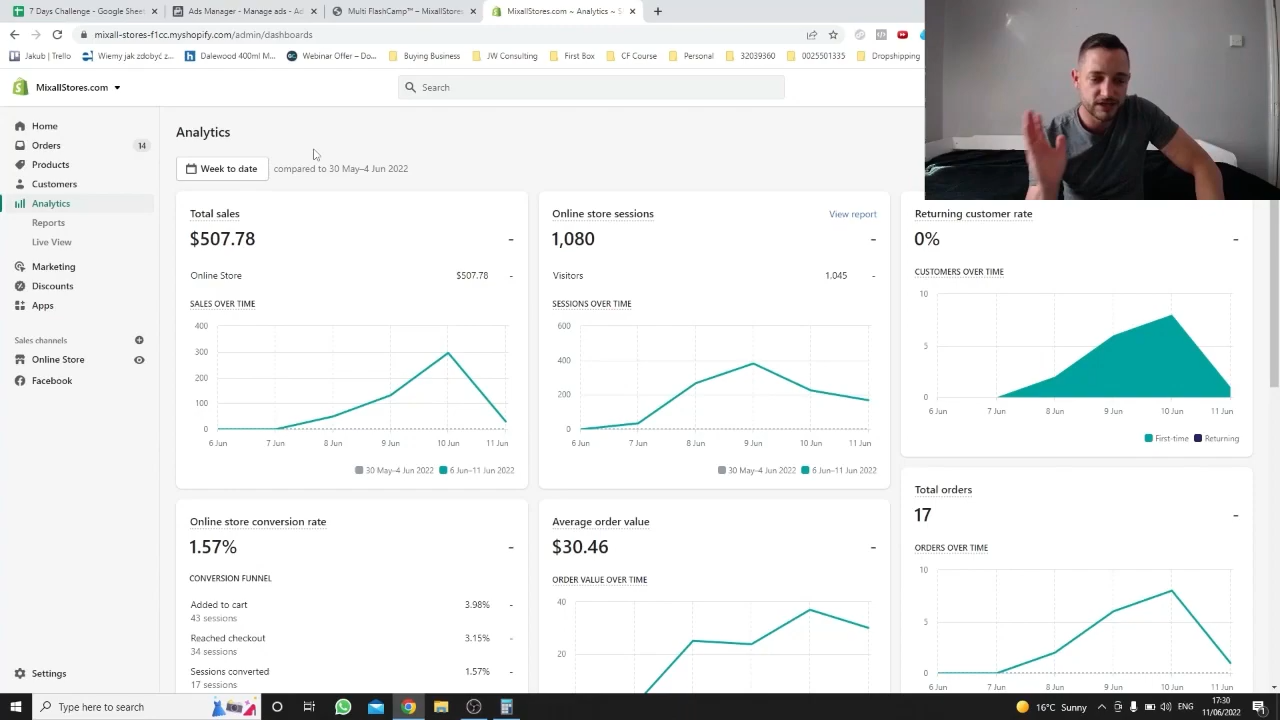 7 Days Challenge - Google Sheet
Ads Manager - Manage ads - Ad
Multi FlashCamp™ – MixallStores
MixallStores.com ~ Analytics ~ S
mixall-stores-f1cc.myshopify.com/admin/dashboards
Jakub | Trello
Wiemy jak zdobyć z...
Dalewood 400ml M...
Webinar Offer – Do...
Buying Business
JW Consulting
First Box
CF Course
Personal
32039360
0025501335
Dropshipping
MixallStores.com
Search
Home
Orders
14
Products
Customers
Analytics
Reports
Live View
Marketing
Discounts
Apps
Sales channels
Online Store
Facebook
Settings
Analytics
Week to date
compared to 30 May–4 Jun 2022
Total sales
$507.78
-
Online Store
$507.78
-
SALES OVER TIME
400
300
200
100
0
6 Jun
7 Jun
8 Jun
9 Jun
10 Jun
11 Jun
30 May–4 Jun 2022
6 Jun–11 Jun 2022
Online store sessions
View report
1,080
-
Visitors
1.045
-
SESSIONS OVER TIME
600
400
200
0
6 Jun
7 Jun
8 Jun
9 Jun
10 Jun
11 Jun
30 May–4 Jun 2022
6 Jun–11 Jun 2022
Returning customer rate
0%
-
CUSTOMERS OVER TIME
10
5
0
6 Jun
7 Jun
8 Jun
9 Jun
10 Jun
11 Jun
First-time
Returning
Online store conversion rate
1.57%
-
CONVERSION FUNNEL
Added to cart
3.98%
-
43 sessions
Reached checkout
3.15%
-
34 sessions
Sessions converted
1.57%
-
17 sessions
Average order value
$30.46
-
ORDER VALUE OVER TIME
40
20
Total orders
17
-
ORDERS OVER TIME
10
5
0
6 Jun
7 Jun
8 Jun
9 Jun
10 Jun
11 Jun
Type here to search
16°C Sunny
ENG
17:30
11/06/2022